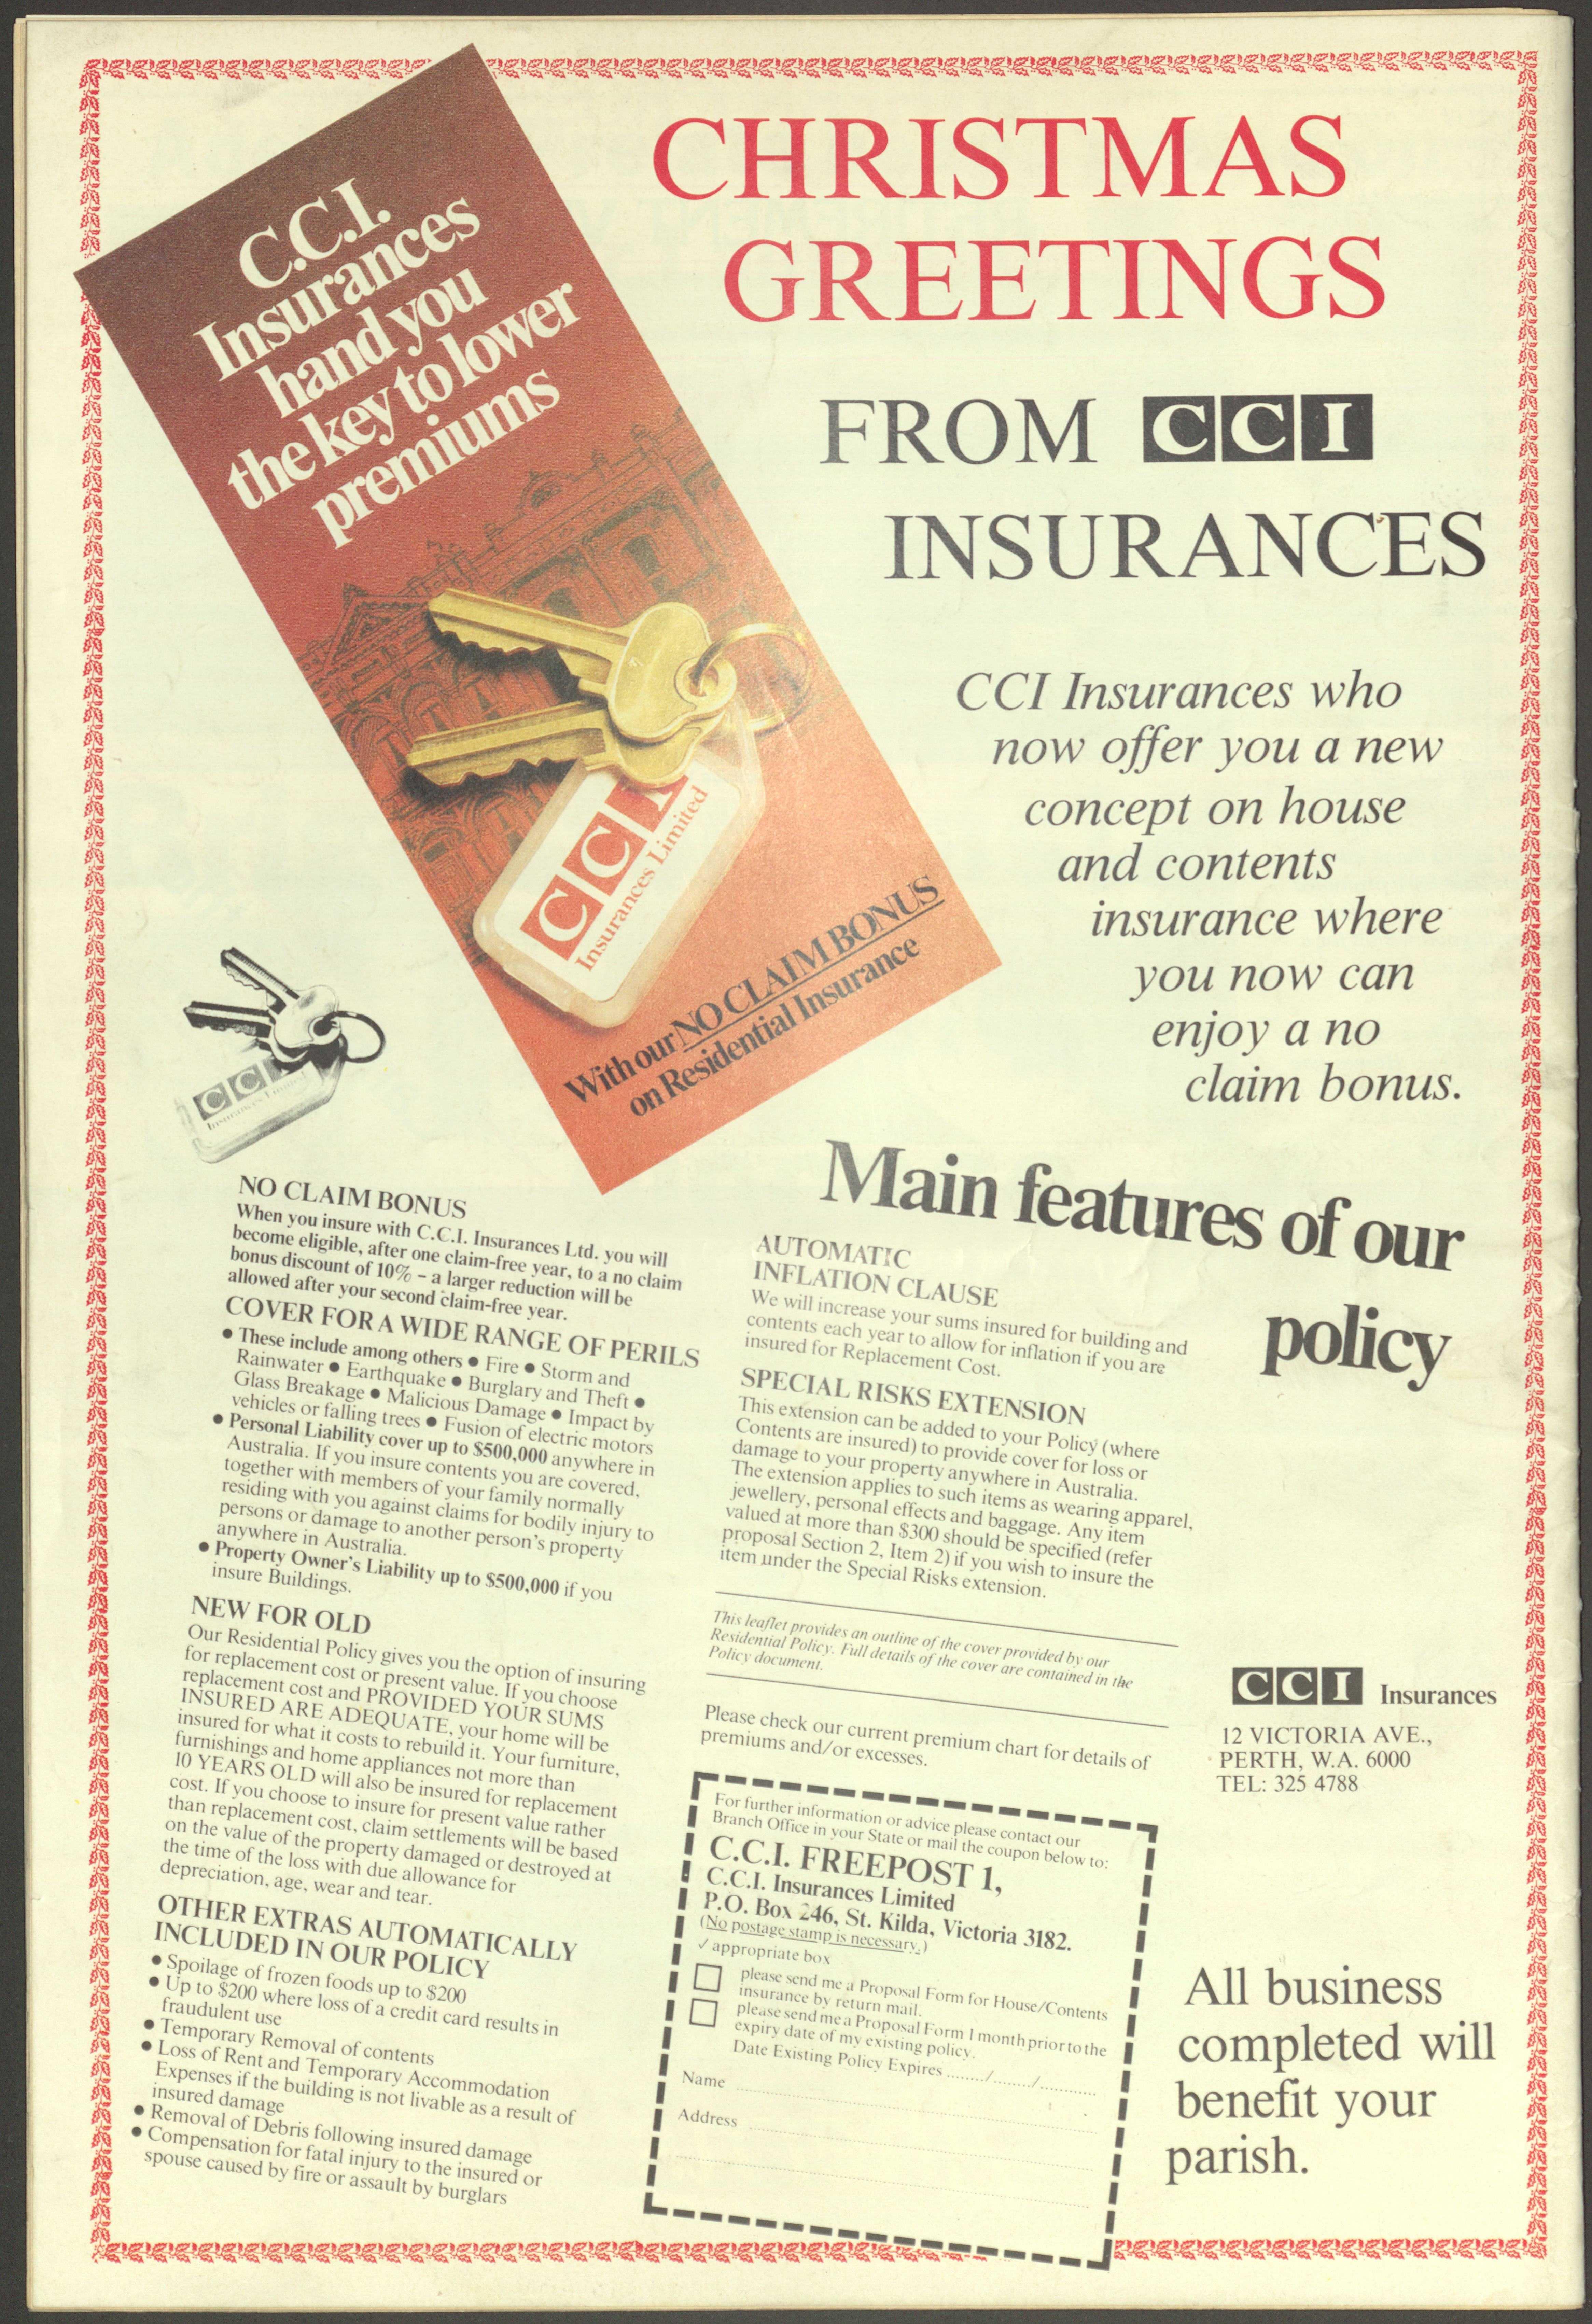 C.C.I.
Insurances
hand you
the key to lower
premiums
CCI
Insurances Limited
With our NO CLAIM BONUS
on Residential Insurance
CHRISTMAS
GREETINGS
FROM CCI
INSURANCES
CCI Insurances who
now offer you a new
concept on house
and contents
insurance where
you now can
enjoy a no
claim bonus.
CCI
Insurances Limited
Main features of our
policy
NO CLAIM BONUS
When you insure with C.C.I. Insurances Ltd. you will
become eligible, after one claim-free year, to a no claim
bonus discount of 10% – a larger reduction will be
allowed after your second claim-free year.
COVER FOR A WIDE RANGE OF PERILS
● These include among others ● Fire ● Storm and
Rainwater ● Earthquake ● Burglary and Theft ●
Glass Breakage ● Malicious Damage ● Impact by
vehicles or falling trees ● Fusion of electric motors
● Personal Liability cover up to $500,000 anywhere in
Australia. If you insure contents you are covered,
together with members of your family normally
residing with you against claims for bodily injury to
persons or damage to another person's property
anywhere in Australia.
● Property Owner's Liability up to $500,000 if you
insure Buildings.
NEW FOR OLD
Our Residential Policy gives you the option of insuring
for replacement cost or present value. If you choose
replacement cost and PROVIDED YOUR SUMS
INSURED ARE ADEQUATE, your home will be
insured for what it costs to rebuild it. Your furniture,
furnishings and home appliances not more than
10 YEARS OLD will also be insured for replacement
cost. If you choose to insure for present value rather
than replacement cost, claim settlements will be based
on the value of the property damaged or destroyed at
the time of the loss with due allowance for
depreciation, age, wear and tear.
OTHER EXTRAS AUTOMATICALLY
INCLUDED IN OUR POLICY
● Spoilage of frozen foods up to $200
● Up to $200 where loss of a credit card results in
fraudulent use
● Temporary Removal of contents
● Loss of Rent and Temporary Accommodation
Expenses if the building is not livable as a result of
insured damage
● Removal of Debris following insured damage
● Compensation for fatal injury to the insured or
spouse caused by fire or assault by burglars
AUTOMATIC
INFLATION CLAUSE
We will increase your sums insured for building and
contents each year to allow for inflation if you are
insured for Replacement Cost.
SPECIAL RISKS EXTENSION
This extension can be added to your Policy (where
Contents are insured) to provide cover for loss or
damage to your property anywhere in Australia.
The extension applies to such items as wearing apparel,
jewellery, personal effects and baggage. Any item
valued at more than $300 should be specified (refer
proposal Section 2, Item 2) if you wish to insure the
item under the Special Risks extension.
This leaflet provides an outline of the cover provided by our
Residential Policy. Full details of the cover are contained in the
Policy document.
Please check our current premium chart for details of
premiums and/or excesses.
For further information or advice please contact our
Branch Office in your State or mail the coupon below to:
C.C.I. FREEPOST 1,
C.C.I. Insurances Limited
P.O. Box 246, St. Kilda, Victoria 3182.
(No postage stamp is necessary.)
✓ appropriate box
please send me a Proposal Form for House/Contents
insurance by return mail.
please send me a Proposal Form 1 month prior to the
expiry date of my existing policy.
Date Existing Policy Expires ......../......../...........
Name
Address
CCI Insurances
12 VICTORIA AVE.,
PERTH, W.A. 6000
TEL: 325 4788
All business
completed will
benefit your
parish.